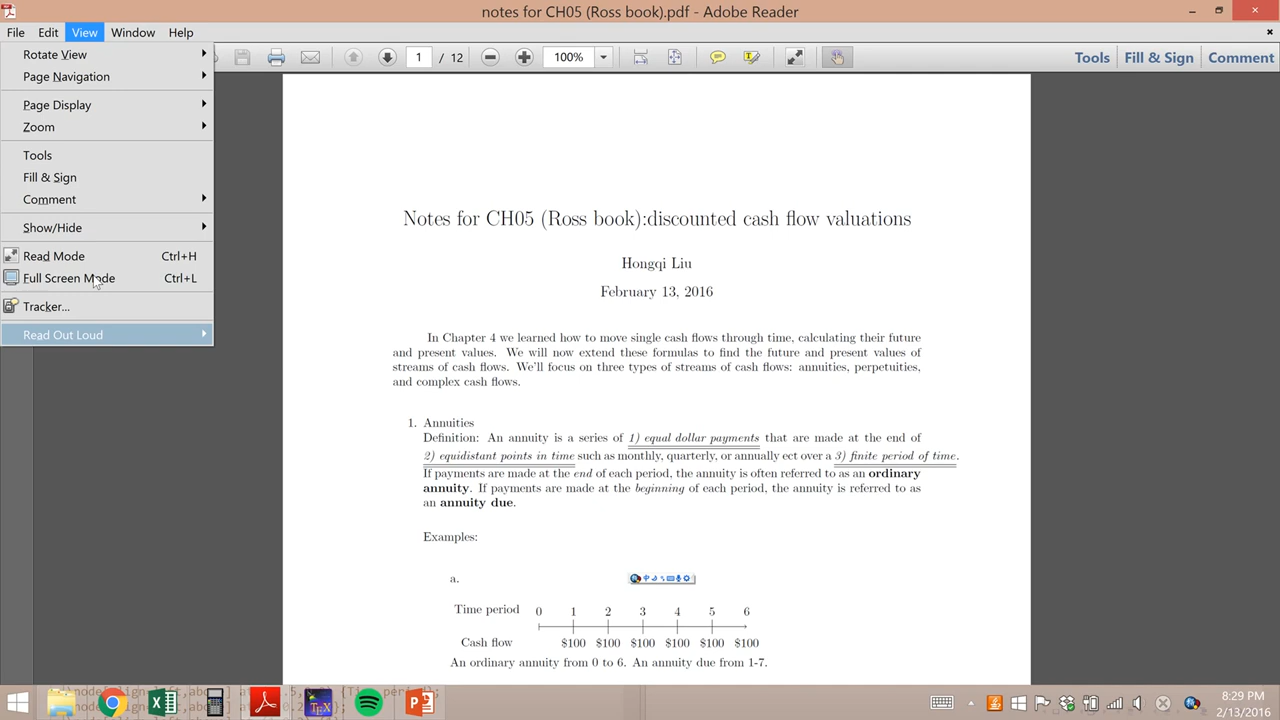 notes for CH05 (Ross book).pdf - Adobe Reader
File Edit View Window Help
1 / 12 100% Tools Fill & Sign Comment
Rotate View
Page Navigation
Page Display
Zoom
Tools
Fill & Sign
Comment
Show/Hide
Read Mode Ctrl+H
Full Screen Mode Ctrl+L
Tracker...
Read Out Loud
Notes for CH05 (Ross book):discounted cash flow valuations
Hongqi Liu
February 13, 2016
In Chapter 4 we learned how to move single cash flows through time, calculating their future
and present values. We will now extend these formulas to find the future and present values of
streams of cash flows. We'll focus on three types of streams of cash flows: annuities, perpetuities,
and complex cash flows.
1. Annuities
Definition: An annuity is a series of 1) equal dollar payments that are made at the end of
2) equidistant points in time such as monthly, quarterly, or annually ect over a 3) finite period of time.
If payments are made at the end of each period, the annuity is often referred to as an ordinary
annuity. If payments are made at the beginning of each period, the annuity is referred to as
an annuity due.
Examples:
a.
中
Time period 0 1 2 3 4 5 6
Cash flow $100 $100 $100 $100 $100 $100
An ordinary annuity from 0 to 6. An annuity due from 1-7.
8:29 PM
2/13/2016